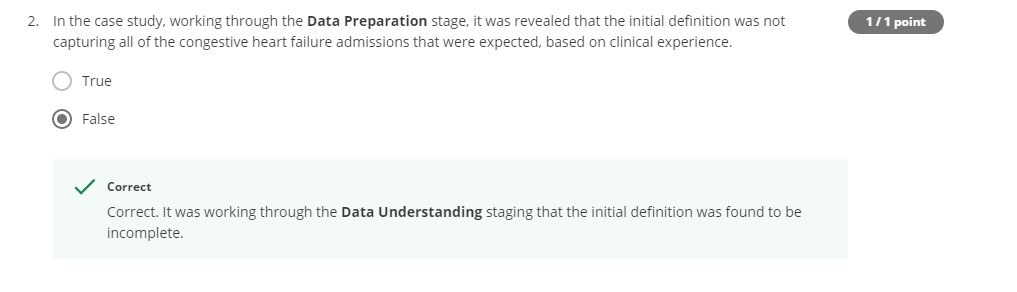 2. In the case study, working through the Data Preparation stage, it was revealed that the initial definition was not
1 / 1 point
capturing all of the congestive heart failure admissions that were expected, based on clinical experience.
True
False
Correct
Correct. It was working through the Data Understanding staging that the initial definition was found to be
incomplete.